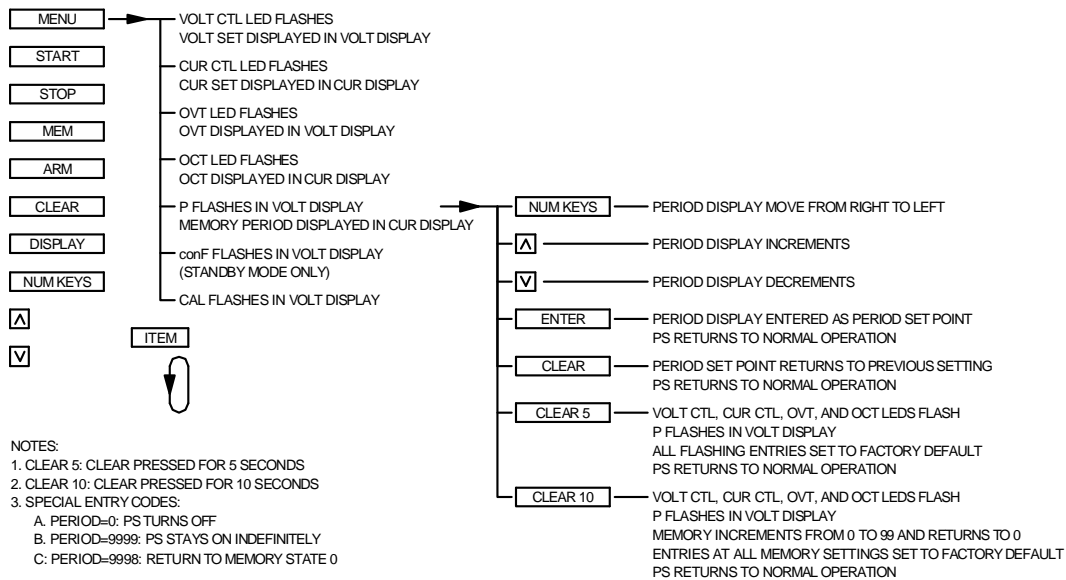 MENU
START
STOP
MEM
ARM
CLEAR
DISPLAY
NUM KEYS
VOLT CTL LED FLASHES
VOLT SET DISPLAYED IN VOLT DISPLAY
CUR CTL LED FLASHES
CUR SET DISPLAYED IN CUR DISPLAY
OVT LED FLASHES
OVT DISPLAYED IN VOLT DISPLAY
OCT LED FLASHES
OCT DISPLAYED IN CUR DISPLAY
P FLASHES IN VOLT DISPLAY
MEMORY PERIOD DISPLAYED IN CUR DISPLAY
conF FLASHES IN VOLT DISPLAY
(STANDBY MODE ONLY)
CAL FLASHES IN VOLT DISPLAY
ITEM
NUM KEYS
PERIOD DISPLAY MOVE FROM RIGHT TO LEFT
PERIOD DISPLAY INCREMENTS
PERIOD DISPLAY DECREMENTS
ENTER
PERIOD DISPLAY ENTERED AS PERIOD SET POINT
PS RETURNS TO NORMAL OPERATION
CLEAR
PERIOD SET POINT RETURNS TO PREVIOUS SETTING
PS RETURNS TO NORMAL OPERATION
CLEAR 5
VOLT CTL, CUR CTL, OVT, AND OCT LEDS FLASH
P FLASHES IN VOLT DISPLAY
ALL FLASHING ENTRIES SET TO FACTORY DEFAULT
PS RETURNS TO NORMAL OPERATION
CLEAR 10
VOLT CTL, CUR CTL, OVT, AND OCT LEDS FLASH
P FLASHES IN VOLT DISPLAY
MEMORY INCREMENTS FROM 0 TO 99 AND RETURNS TO 0
ENTRIES AT ALL MEMORY SETTINGS SET TO FACTORY DEFAULT
PS RETURNS TO NORMAL OPERATION
NOTES:
1. CLEAR 5: CLEAR PRESSED FOR 5 SECONDS
2. CLEAR 10: CLEAR PRESSED FOR 10 SECONDS
3. SPECIAL ENTRY CODES:
A. PERIOD=0: PS TURNS OFF
B. PERIOD=9999: PS STAYS ON INDEFINITELY
C: PERIOD=9998: RETURN TO MEMORY STATE 0